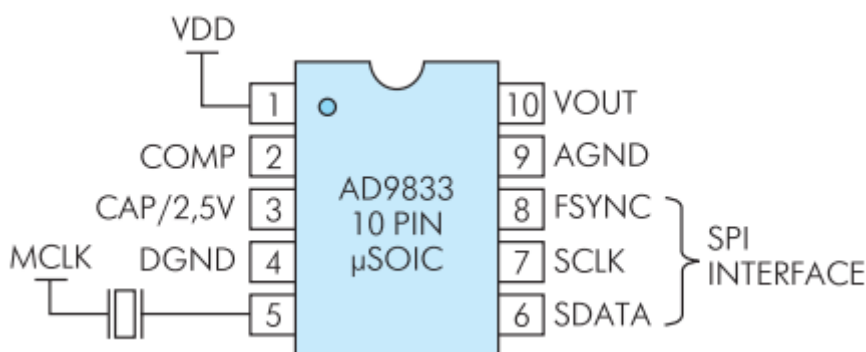 VDD
1
10 VOUT
COMP 2
9 AGND
CAP/2,5V 3
AD9833
10 PIN
µSOIC
8 FSYNC
MCLK
DGND 4
7 SCLK
5
6 SDATA
SPI
INTERFACE